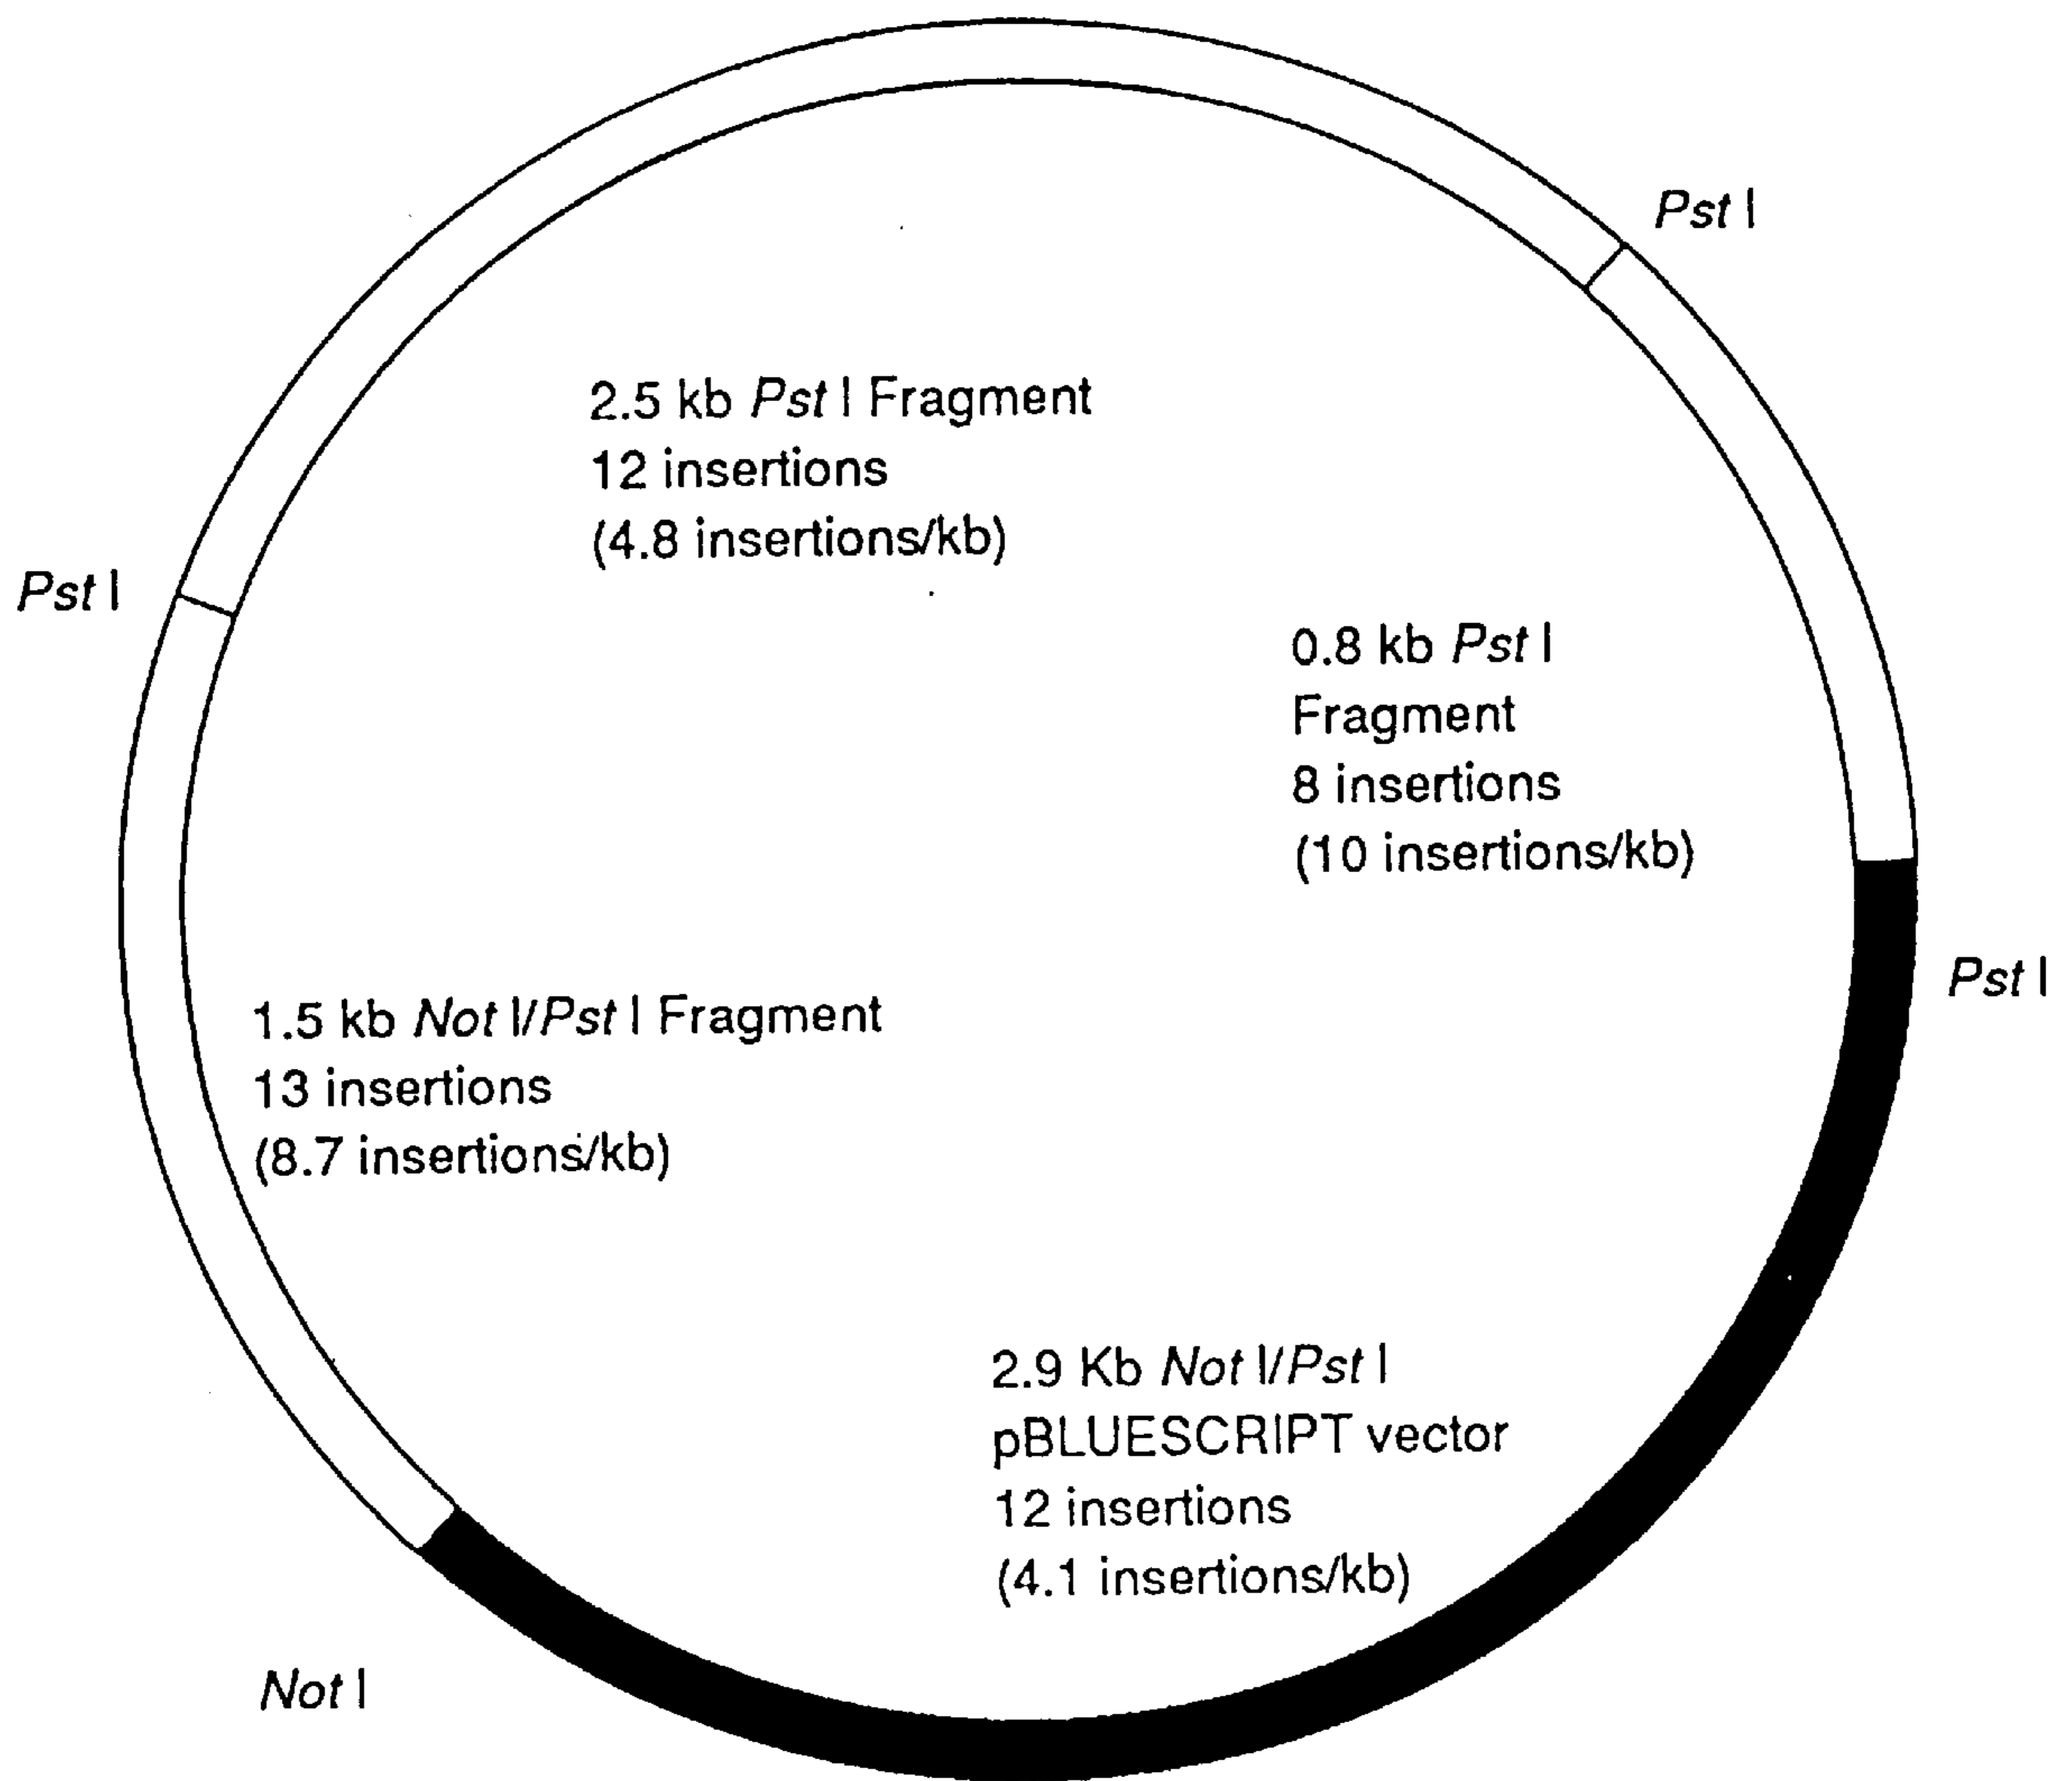 Pst I
2.5 kb Pst I Fragment
12 insertions
(4.8 insertions/kb)
Pst I
0.8 kb Pst I
Fragment
8 insertions
(10 insertions/kb)
Pst I
1.5 kb Not I/Pst I Fragment
13 insertions
(8.7 insertions/kb)
2.9 Kb Not I/Pst I
pBLUESCRIPT vector
12 insertions
(4.1 insertions/kb)
Not I